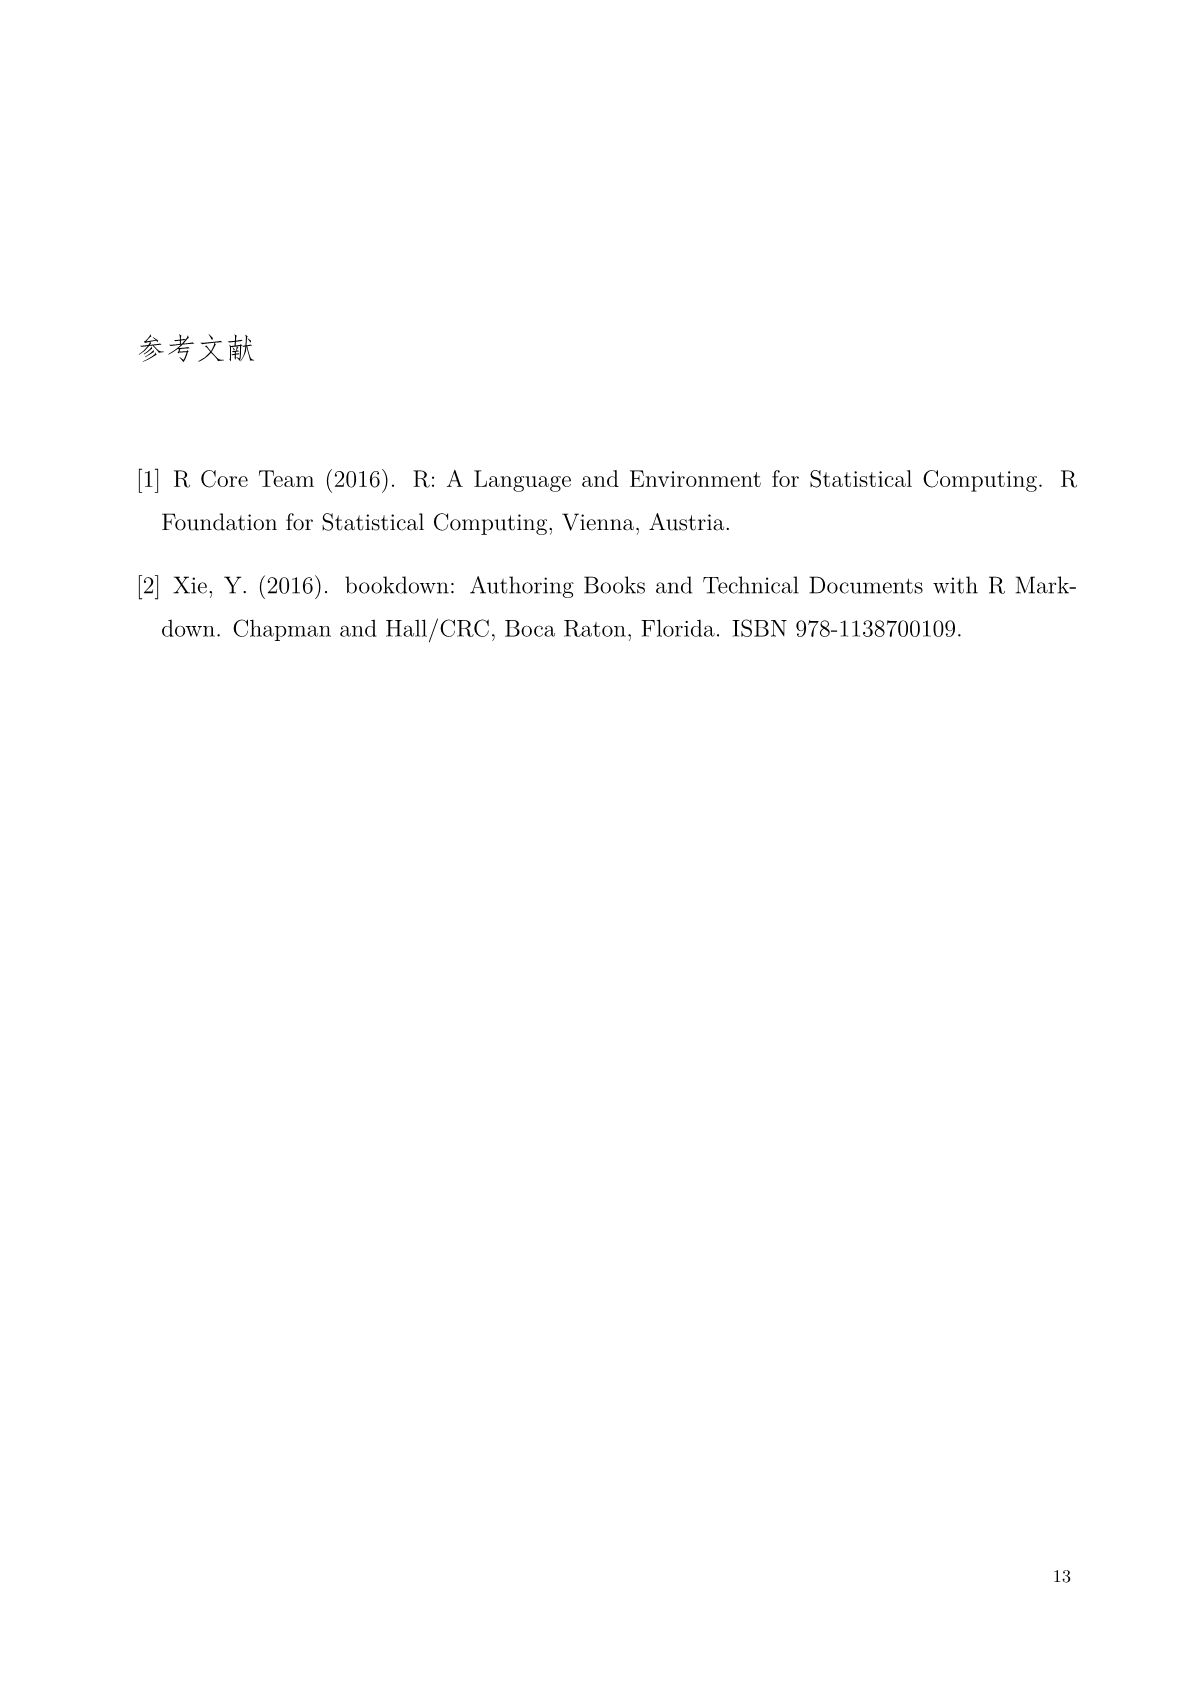 参考文献
[1] R Core Team (2016). R: A Language and Environment for Statistical Computing. R
Foundation for Statistical Computing, Vienna, Austria.
[2] Xie, Y. (2016). bookdown: Authoring Books and Technical Documents with R Mark-
down. Chapman and Hall/CRC, Boca Raton, Florida. ISBN 978-1138700109.
13